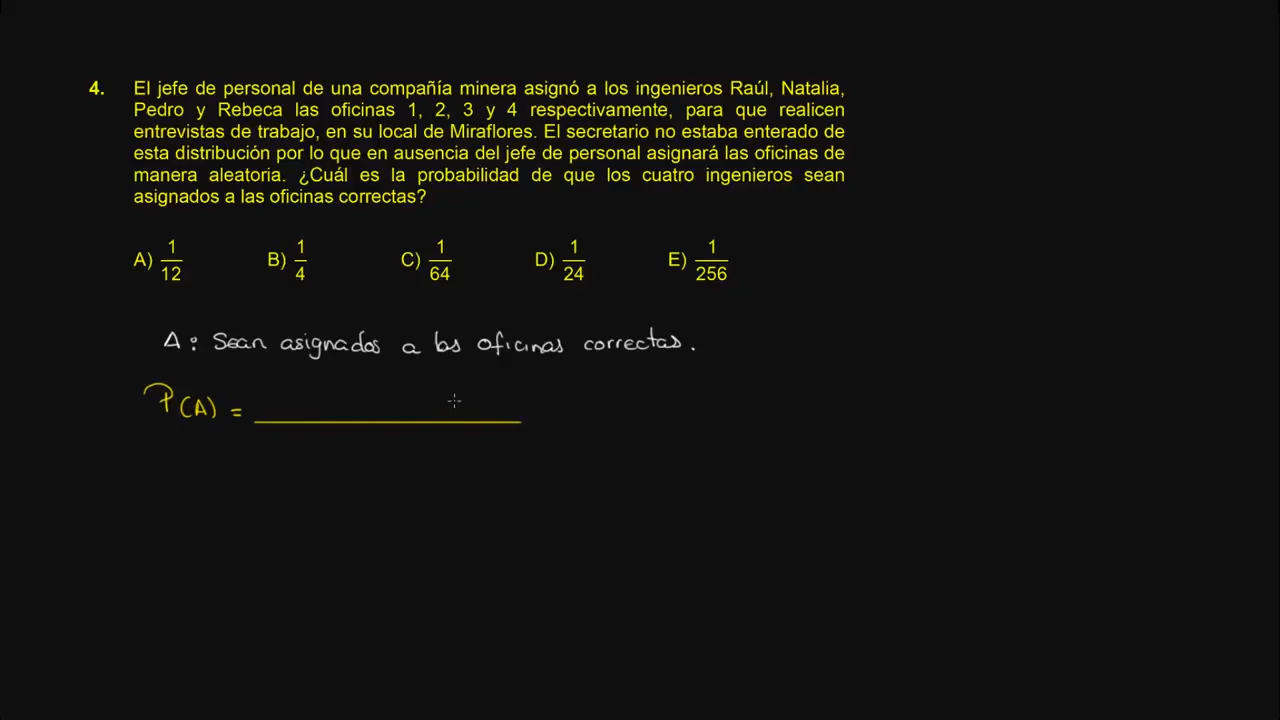 4. El jefe de personal de una compañía minera asignó a los ingenieros Raúl, Natalia,
Pedro y Rebeca las oficinas 1, 2, 3 y 4 respectivamente, para que realicen
entrevistas de trabajo, en su local de Miraflores. El secretario no estaba enterado de
esta distribución por lo que en ausencia del jefe de personal asignará las oficinas de
manera aleatoria. ¿Cuál es la probabilidad de que los cuatro ingenieros sean
asignados a las oficinas correctas?
A) 1/12 B) 1/4 C) 1/64 D) 1/24 E) 1/256
A: Sean asignados a las oficinas correctas.
P(A) =